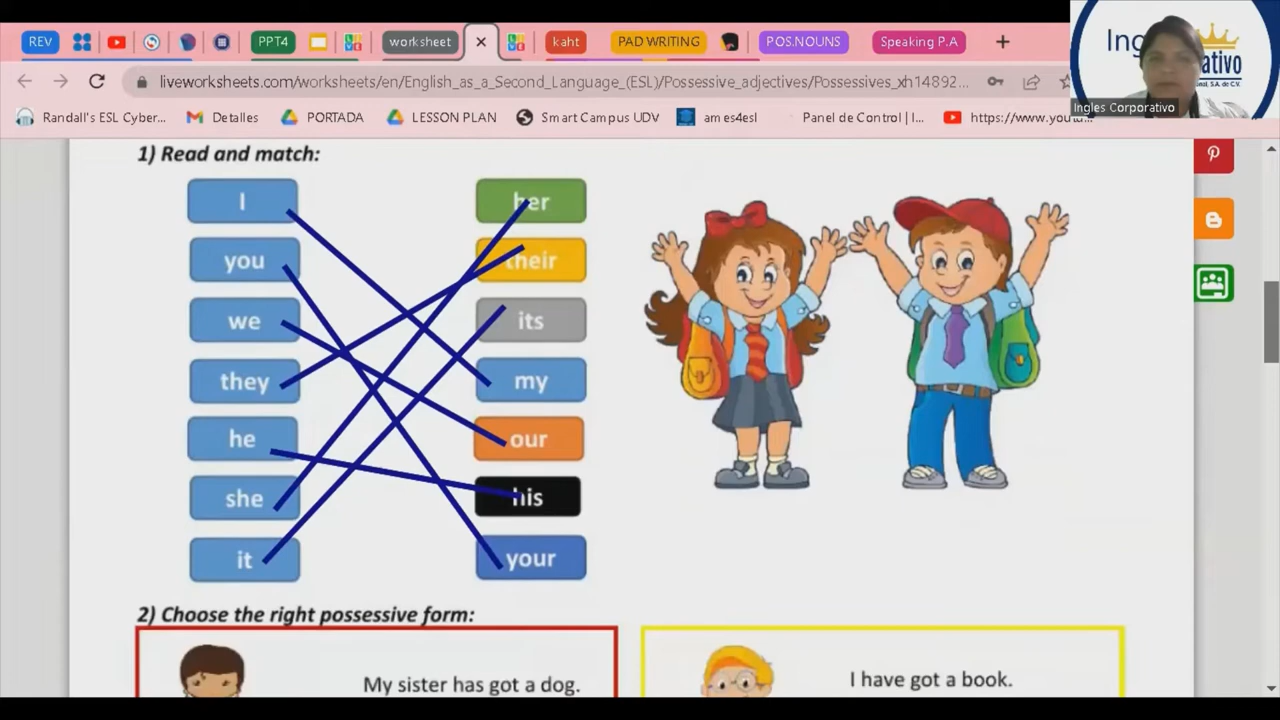 REV PPT4 worksheet kaht PAD WRITING POS.NOUNS Speaking P.A
liveworksheets.com/worksheets/en/English_as_a_Second_Language_(ESL)/Possessive_adjectives/Possessives_xh14892...
Randall's ESL Cyber... Detalles PORTADA LESSON PLAN Smart Campus UDV ames4esl Panel de Control | I... https://www.youtu...
Ingles Corporativo
1) Read and match:
I her
you their
we its
they my
he our
she his
it your
2) Choose the right possessive form:
My sister has got a dog.
I have got a book.